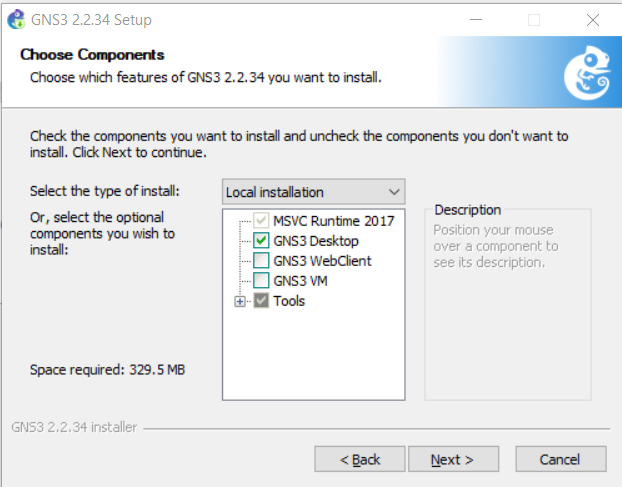 GNS3 2.2.34 Setup
Choose Components
Choose which features of GNS3 2.2.34 you want to install.
Check the components you want to install and uncheck the components you don't want to
install. Click Next to continue.
Select the type of install:
Local installation
Or, select the optional
components you wish to
install:
MSVC Runtime 2017
GNS3 Desktop
GNS3 WebClient
GNS3 VM
Tools
Description
Position your mouse
over a component to
see its description.
Space required: 329.5 MB
GNS3 2.2.34 installer
< Back
Next >
Cancel